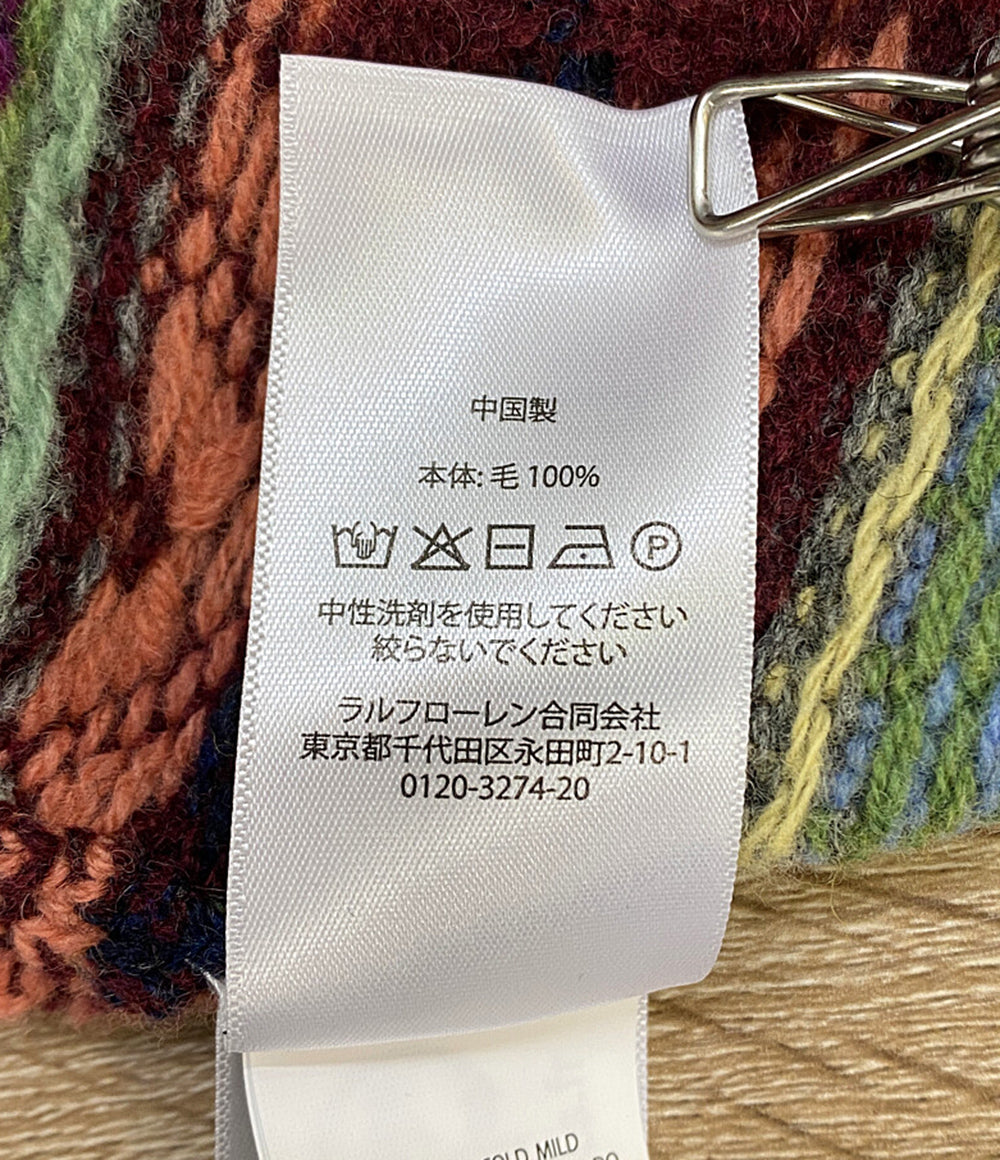 中国製
本体: 毛 100%
P
中性洗剤を使用してください
絞らないでください
ラルフローレン合同会社
東京都千代田区永田町2-10-1
0120-3274-20
MILD